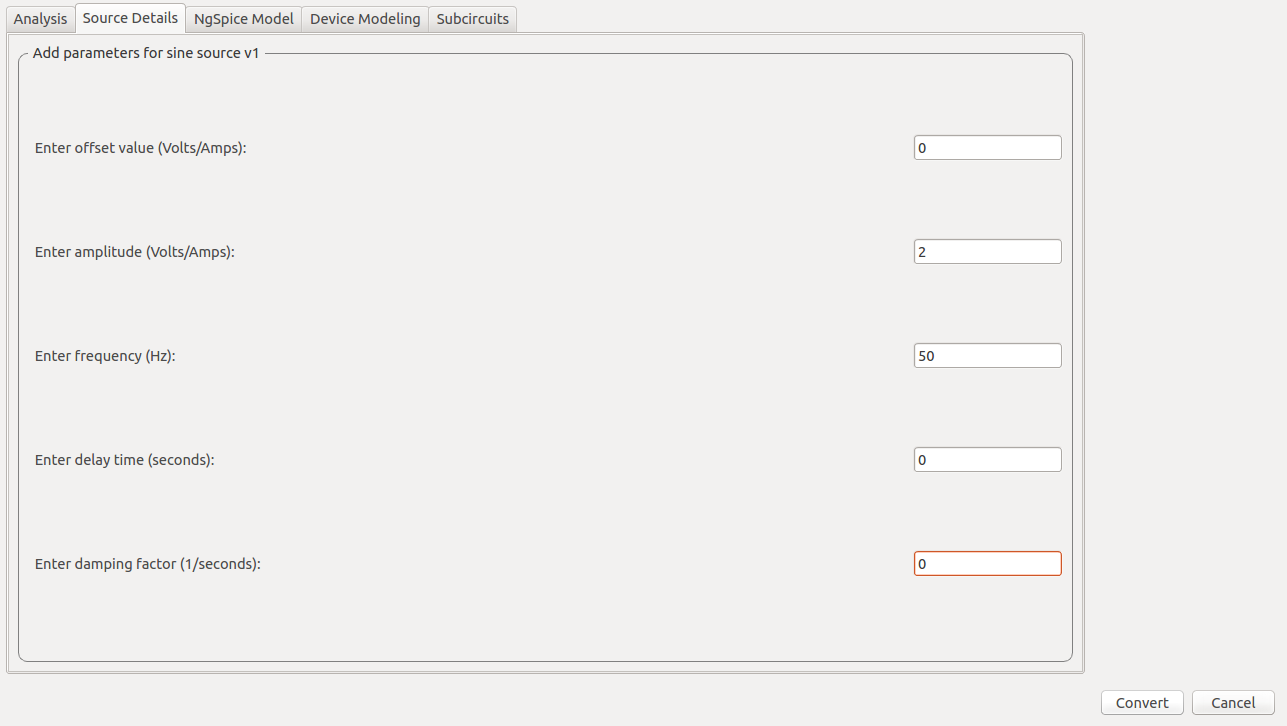 Analysis Source Details NgSpice Model Device Modeling Subcircuits
Add parameters for sine source v1
Enter offset value (Volts/Amps): 0
Enter amplitude (Volts/Amps): 2
Enter frequency (Hz): 50
Enter delay time (seconds): 0
Enter damping factor (1/seconds): 0
Convert Cancel